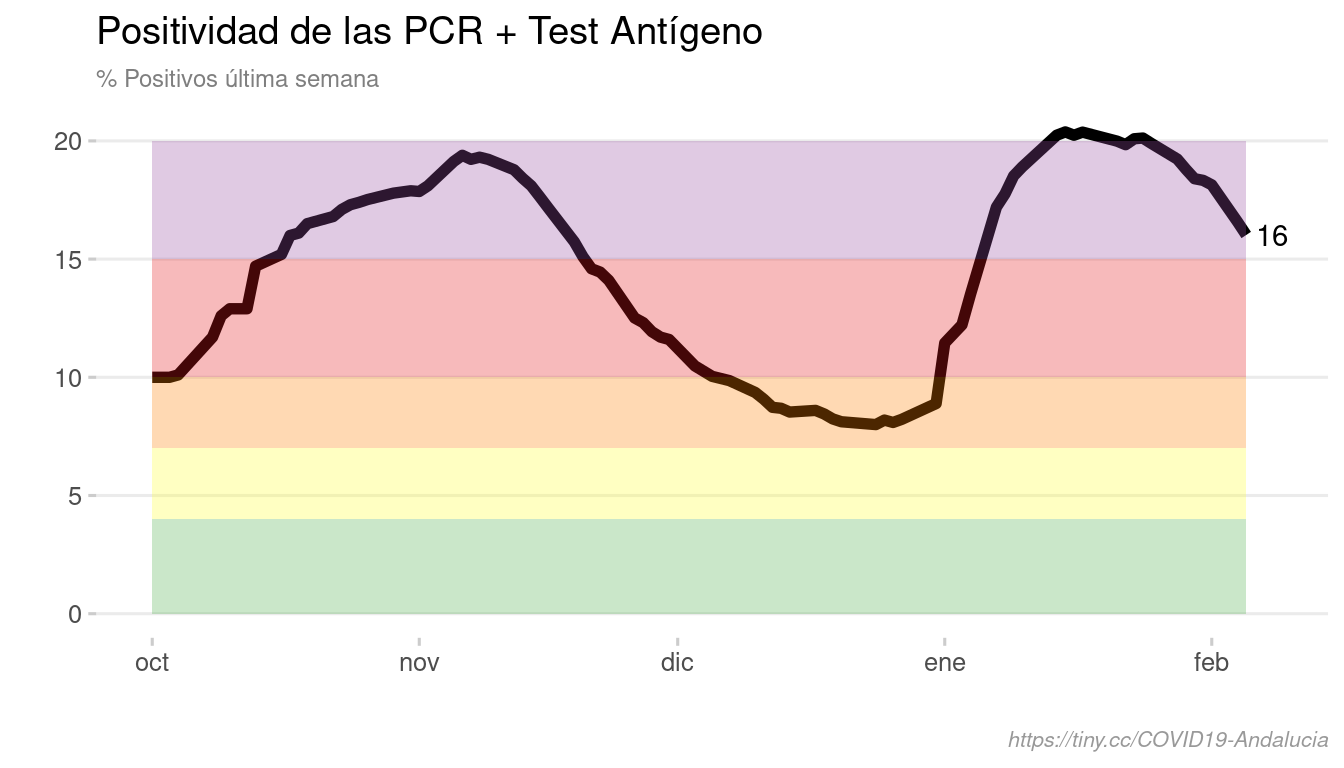 Positividad de las PCR + Test Antígeno
% Positivos última semana
20
15
10
5
0
16
oct nov dic ene feb
https://tiny.cc/COVID19-Andalucia